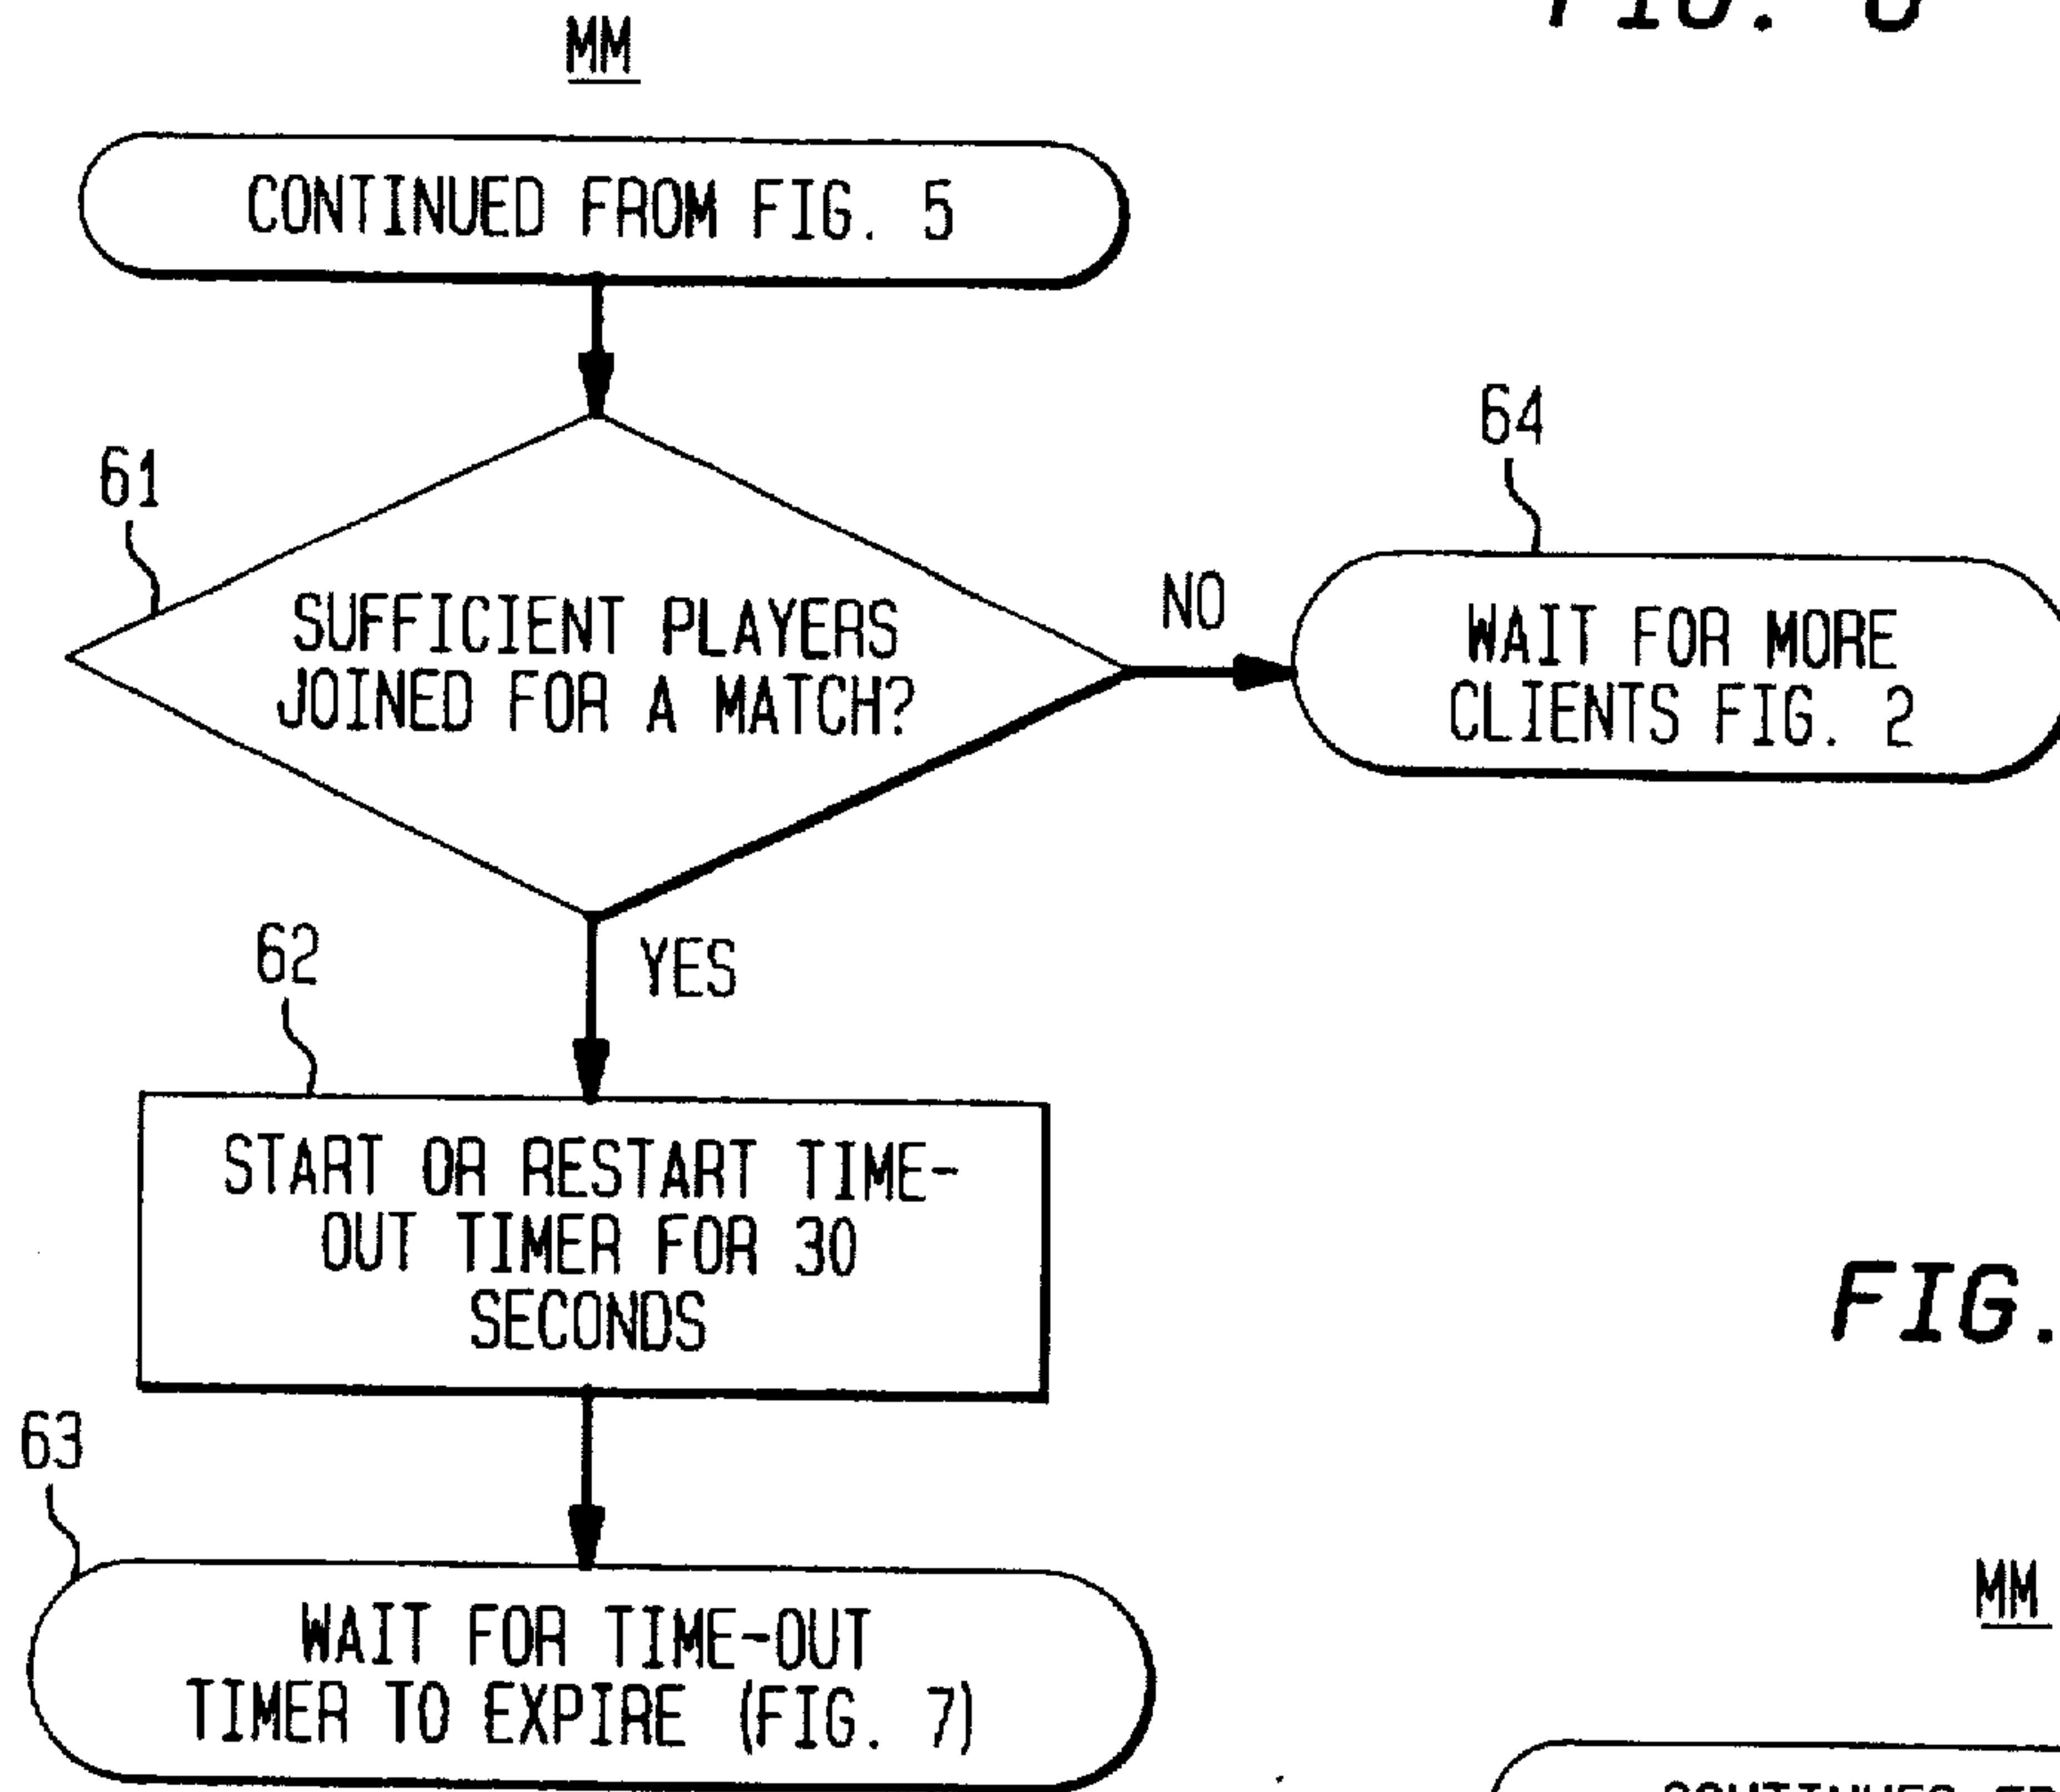 MM
CONTINUED FROM FIG. 5
61
SUFFICIENT PLAYERS
JOINED FOR A MATCH?
NO
64
WAIT FOR MORE
CLIENTS FIG. 2
62
YES
START OR RESTART TIME-
OUT TIMER FOR 30
SECONDS
63
WAIT FOR TIME-OUT
TIMER TO EXPIRE (FIG. 7)
FIG.
MM